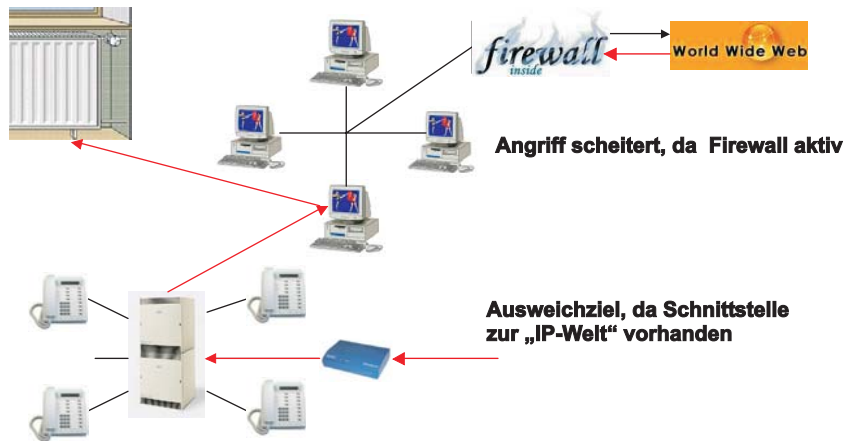 firewall
inside
World Wide Web
Angriff scheitert, da Firewall aktiv
Ausweichziel, da Schnittstelle
zur „IP-Welt“ vorhanden